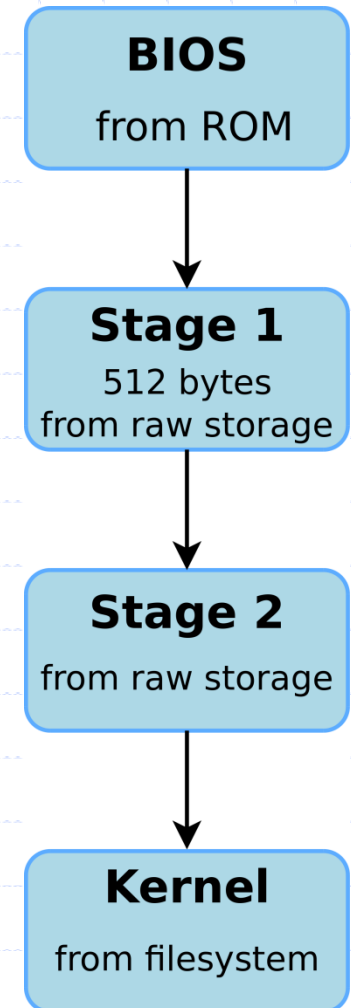 BIOS
from ROM
Stage 1
512 bytes
from raw storage
Stage 2
from raw storage
Kernel
from filesystem